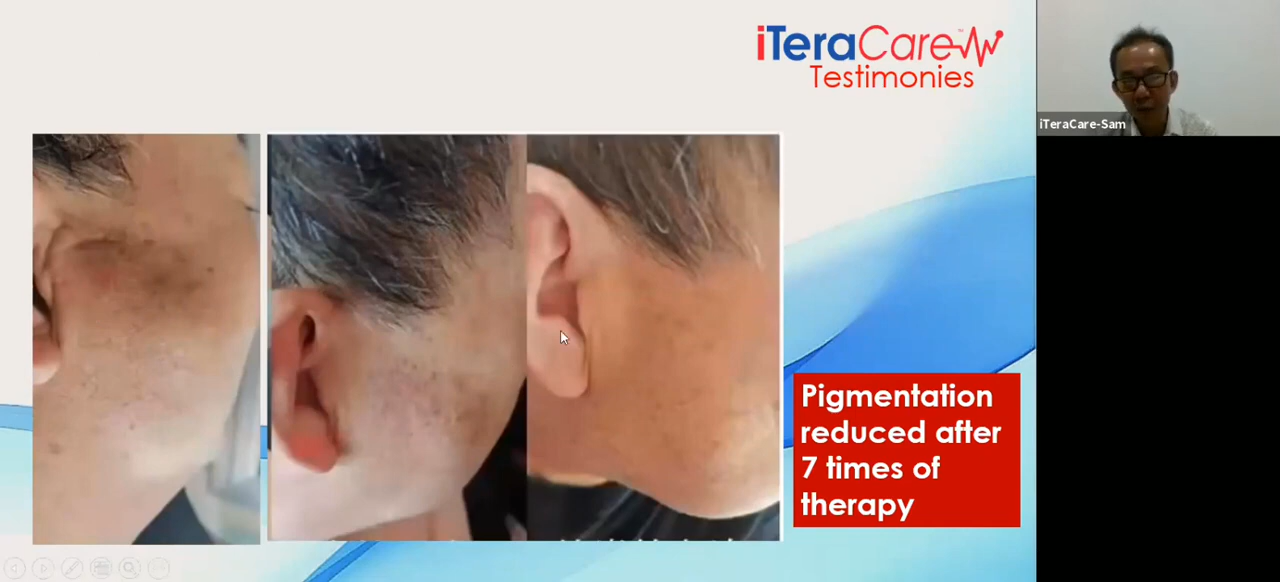 iTeraCare
Testimonies
iTeraCare-Sam
Pigmentation
reduced after
7 times of
therapy